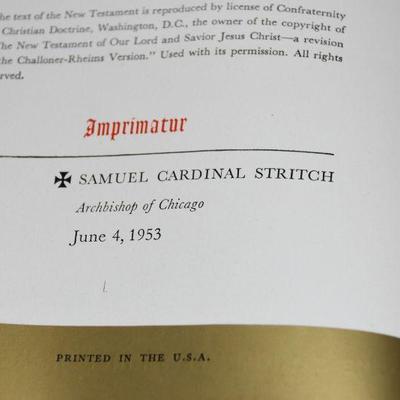 he text of the New Testament is reproduced by license of Confraternity
Christian Doctrine, Washington, D.C., the owner of the copyright of
The New Testament of Our Lord and Savior Jesus Christ—a revision
the Challoner-Rheims Version." Used with its permission. All rights
erved.
Imprimatur
✠ SAMUEL CARDINAL STRITCH
Archbishop of Chicago
June 4, 1953
PRINTED IN THE U.S.A.